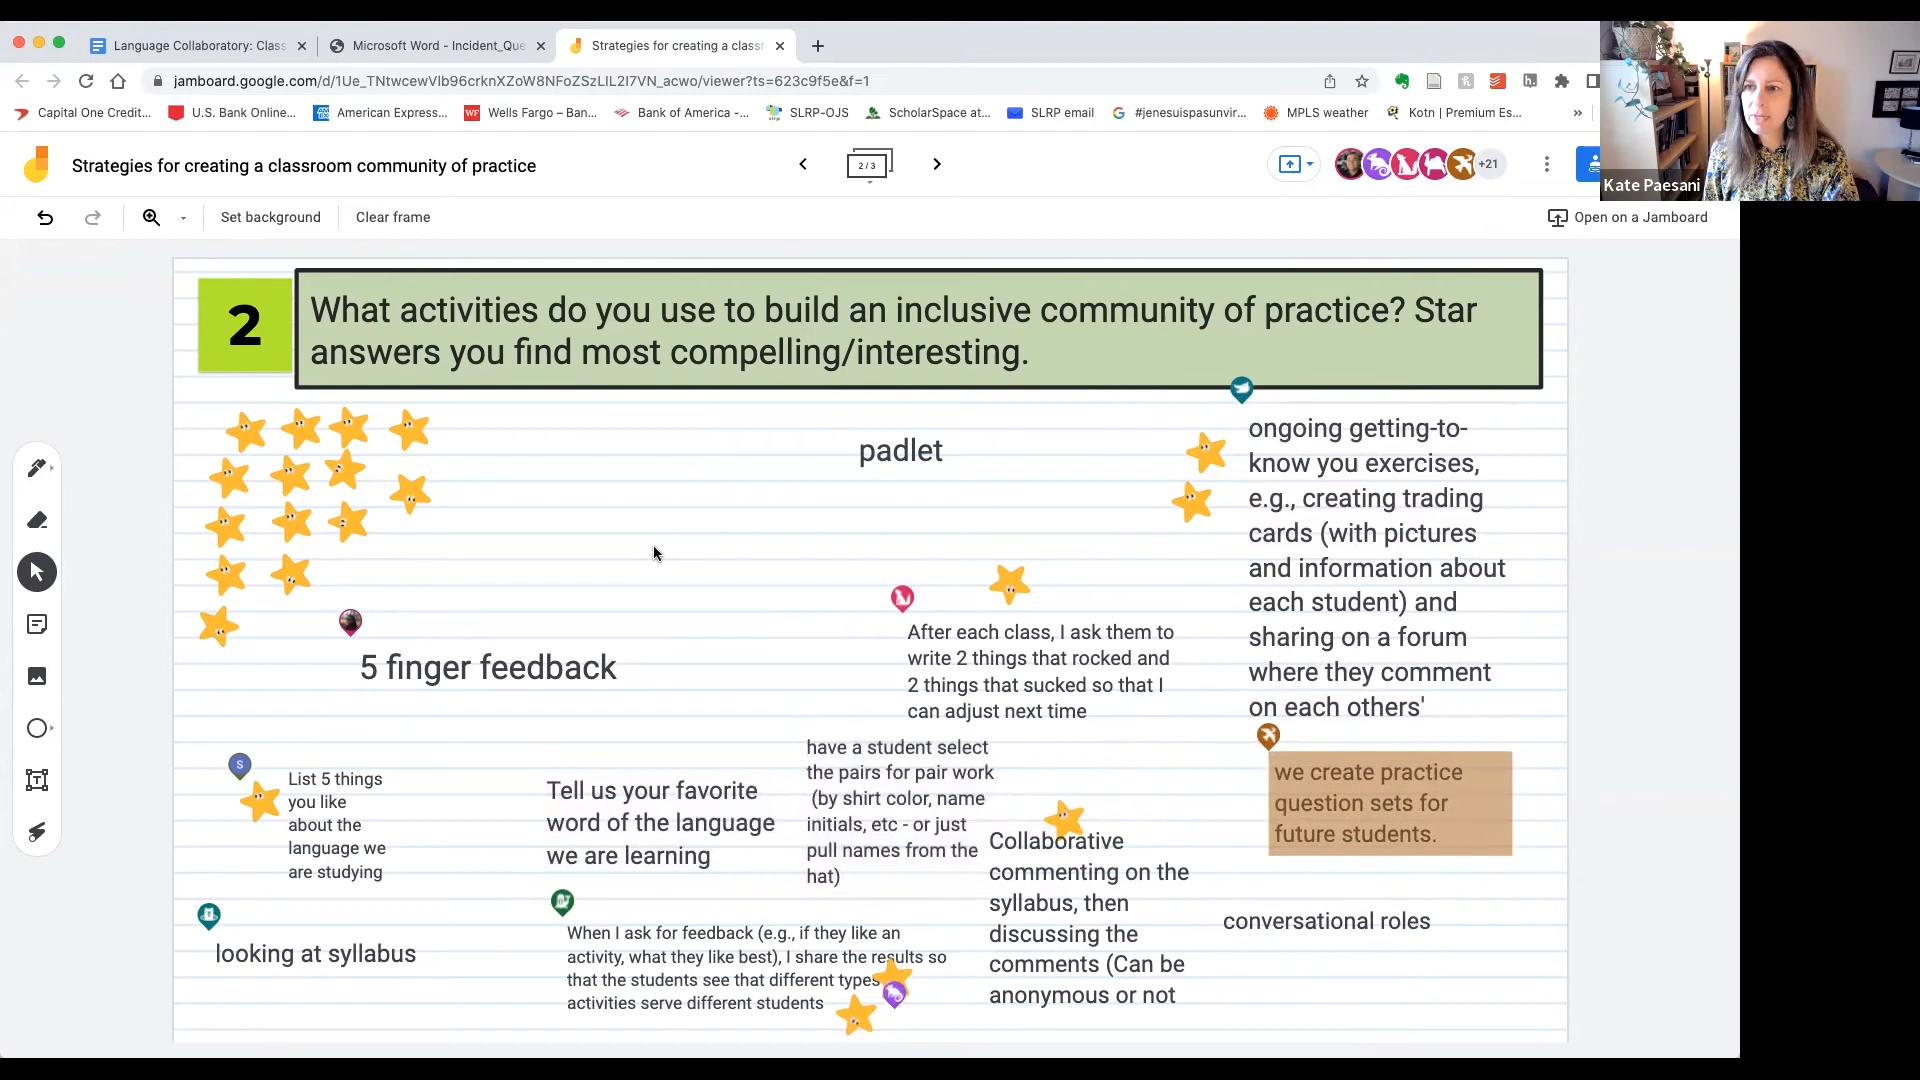 Language Collaboratory: Class
Microsoft Word - Incident_Que
Strategies for creating a classr
jamboard.google.com/d/1Ue_TNtwcewVlb96crknXZoW8NFoZSzLlL2I7VN_acwo/viewer?ts=623c9f5e&f=1
Capital One Credit...
U.S. Bank Online...
American Express...
Wells Fargo – Ban...
Bank of America -...
SLRP-OJS
ScholarSpace at...
SLRP email
#jenesuispasunvir...
MPLS weather
Kotn | Premium Es...
»
Kate Paesani
Strategies for creating a classroom community of practice
2 / 3
+21
Set background
Clear frame
Open on a Jamboard
2
What activities do you use to build an inclusive community of practice? Star
answers you find most compelling/interesting.
padlet
ongoing getting-to-
know you exercises,
e.g., creating trading
cards (with pictures
and information about
each student) and
sharing on a forum
where they comment
on each others'
5 finger feedback
After each class, I ask them to
write 2 things that rocked and
2 things that sucked so that I
can adjust next time
S
List 5 things
you like
about the
language we
are studying
Tell us your favorite
word of the language
we are learning
have a student select
the pairs for pair work
(by shirt color, name
initials, etc - or just
pull names from the
hat)
Collaborative
commenting on the
syllabus, then
discussing the
comments (Can be
anonymous or not
we create practice
question sets for
future students.
looking at syllabus
When I ask for feedback (e.g., if they like an
activity, what they like best), I share the results so
that the students see that different types
activities serve different students
conversational roles